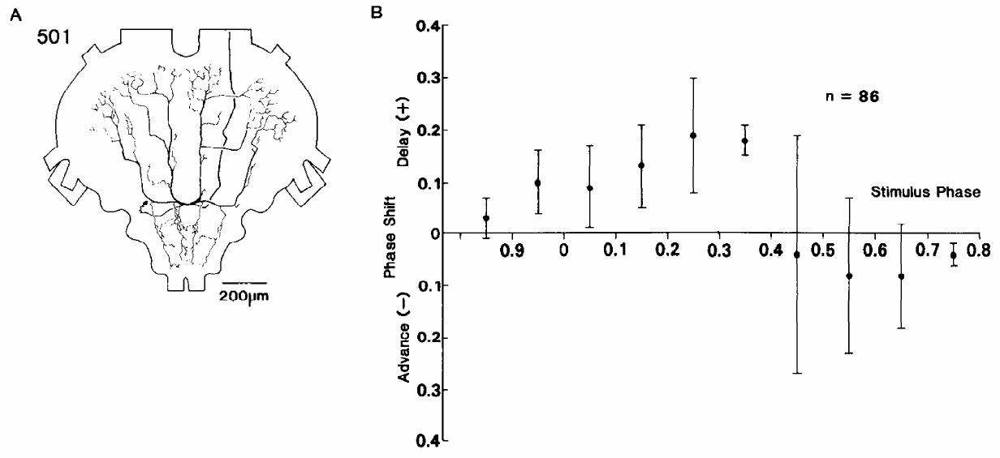 A
501
200μm
B
0.4
0.3
0.2
0.1
0
0.1
0.2
0.3
0.4
Delay (+)
Phase Shift
Advance (–)
n = 86
Stimulus Phase
0.9 0 0.1 0.2 0.3 0.4 0.5 0.6 0.7 0.8